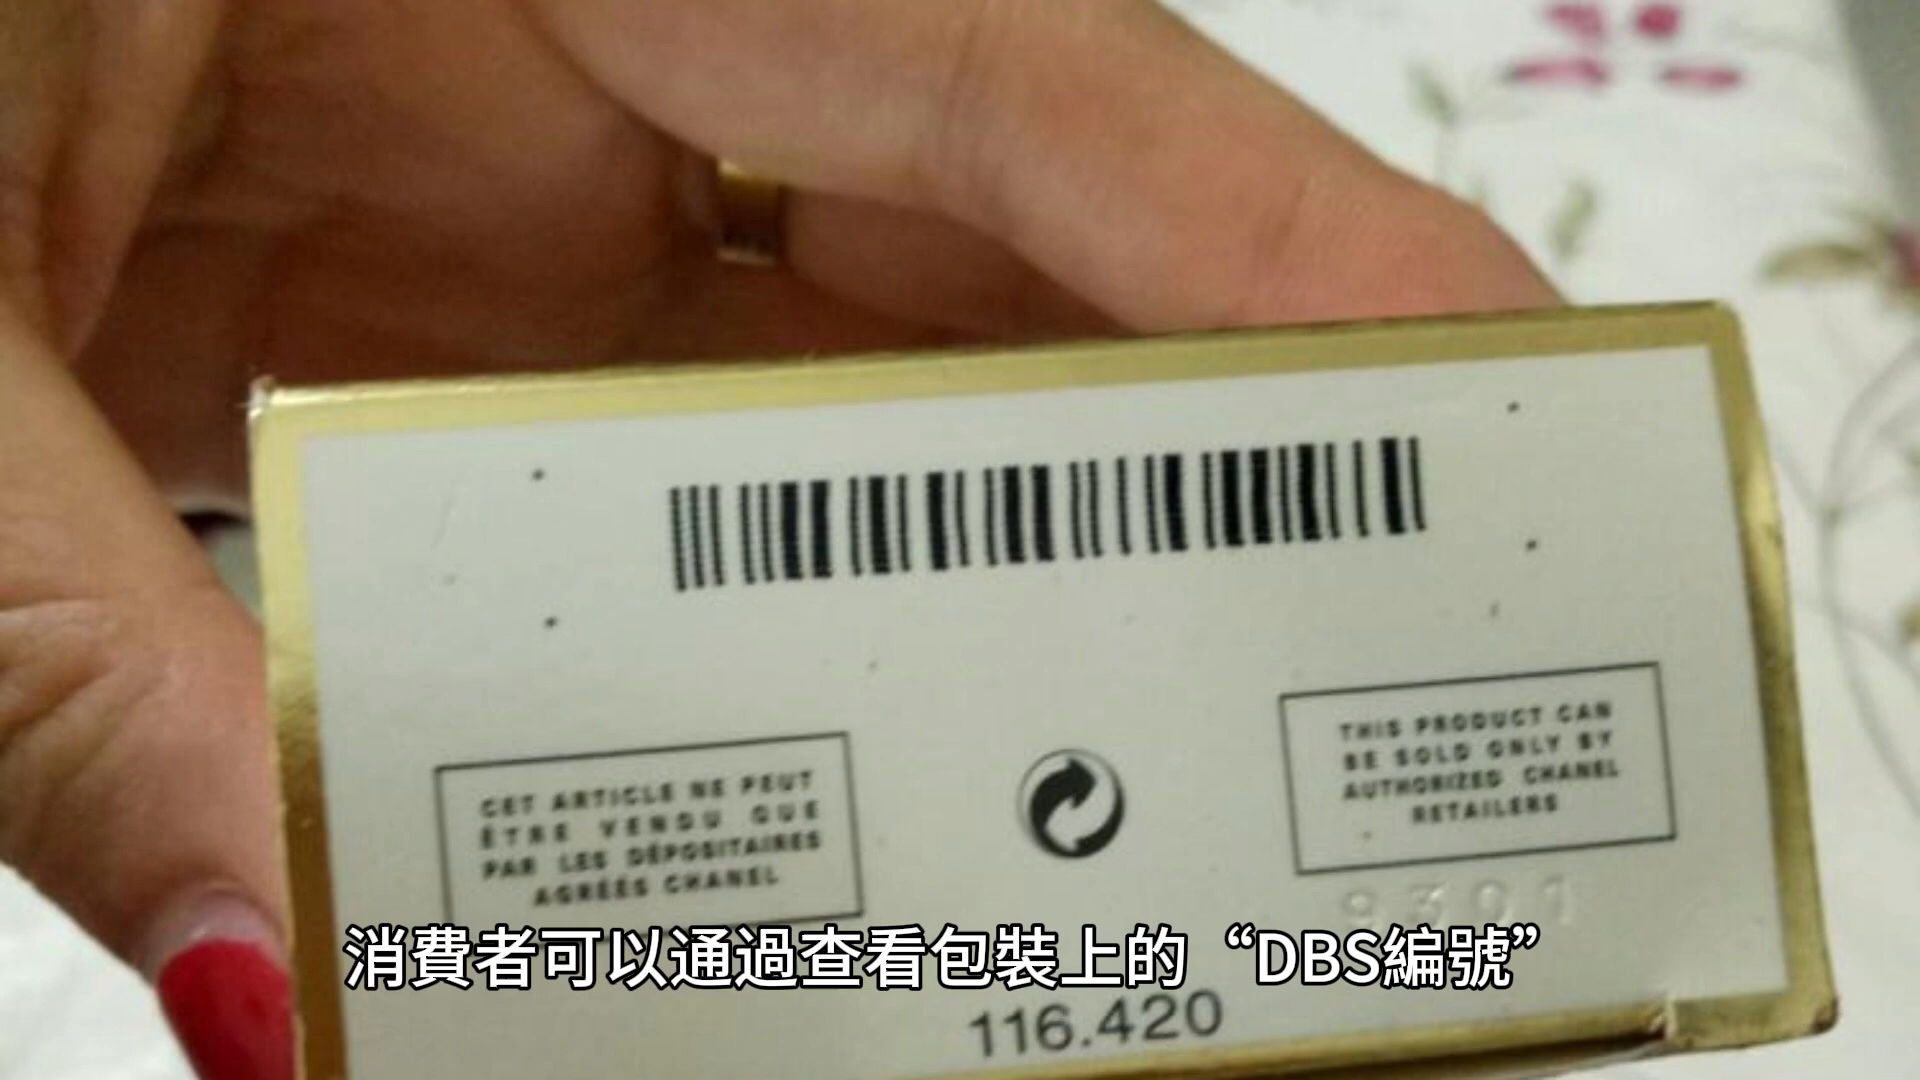 CET ARTICLE NE PEUT
ÊTRE VENDU QUE
PAR LES DÉPOSITAIRES
AGRÉÉS CHANEL
THIS PRODUCT CAN
BE SOLD ONLY BY
AUTHORIZED CHANEL
RETAILERS
消費者可以通過查看包裝上的“DBS編號”
116.420